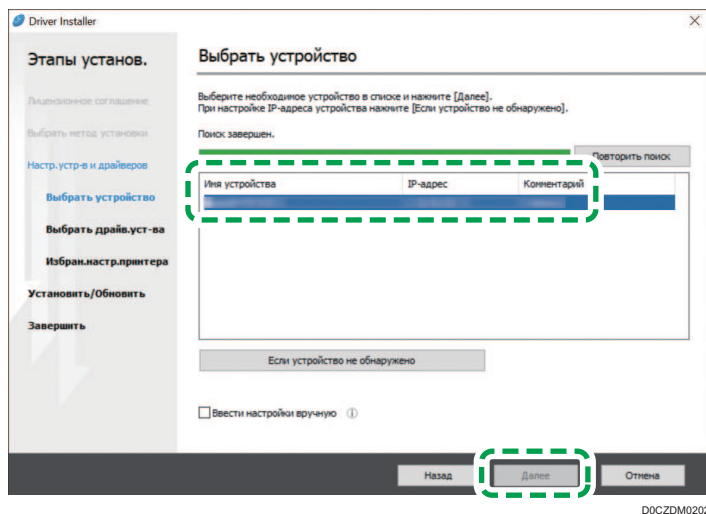 Driver Installer
Этапы установ.
Лицензионное соглашение
Выбрать метод установки
Настр.устр-в и драйверов
Выбрать устройство
Выбрать драйв.уст-ва
Избран.настр.принтера
Установить/Обновить
Завершить
Выбрать устройство
Выберите необходимое устройство в списке и нажмите [Далее].
При настройке IP-адреса устройства нажмите [Если устройство не обнаружено].
Поиск завершен.
Повторить поиск
Имя устройства IP-адрес Комментарий
Если устройство не обнаружено
Ввести настройки вручную
Назад Далее Отмена
D0CZDM0202